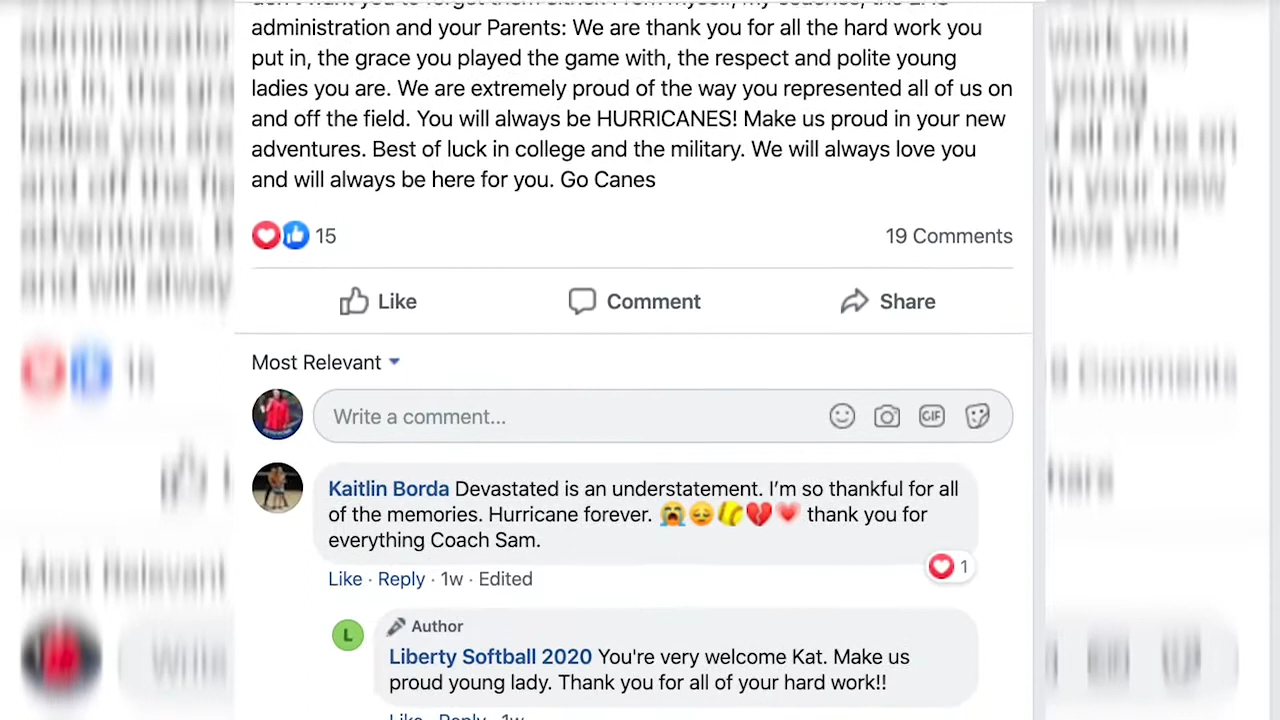 administration and your Parents: We are thank you for all the hard work you
put in, the grace you played the game with, the respect and polite young
ladies you are. We are extremely proud of the way you represented all of us on
and off the field. You will always be HURRICANES! Make us proud in your new
adventures. Best of luck in college and the military. We will always love you
and will always be here for you. Go Canes
15 19 Comments
Like Comment Share
Most Relevant
Write a comment... GIF
Kaitlin Borda Devastated is an understatement. I'm so thankful for all
of the memories. Hurricane forever. 😭😔🥎💔❤️ thank you for
everything Coach Sam.
1
Like · Reply · 1w · Edited
L
Author
Liberty Softball 2020 You're very welcome Kat. Make us
proud young lady. Thank you for all of your hard work!!
Like · Reply · 1w